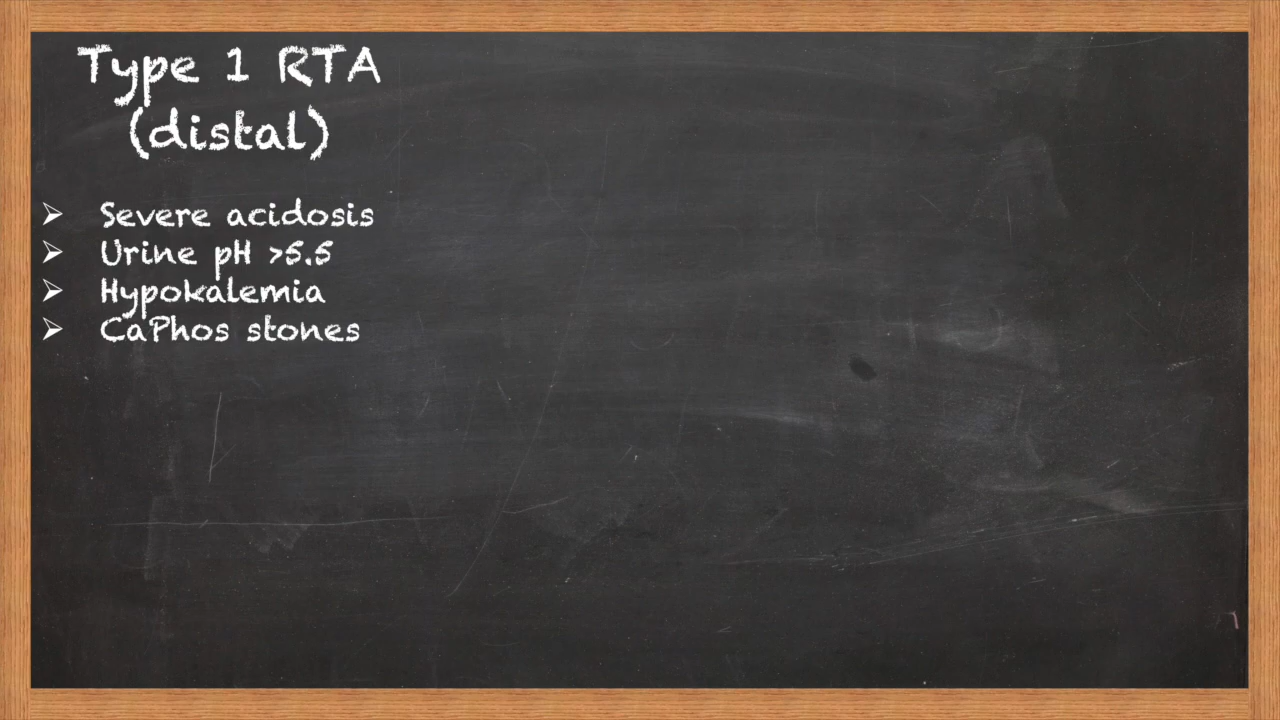 Type 1 RTA
(distal)
➢ Severe acidosis
➢ Urine pH >5.5
➢ Hypokalemia
➢ CaPhos stones